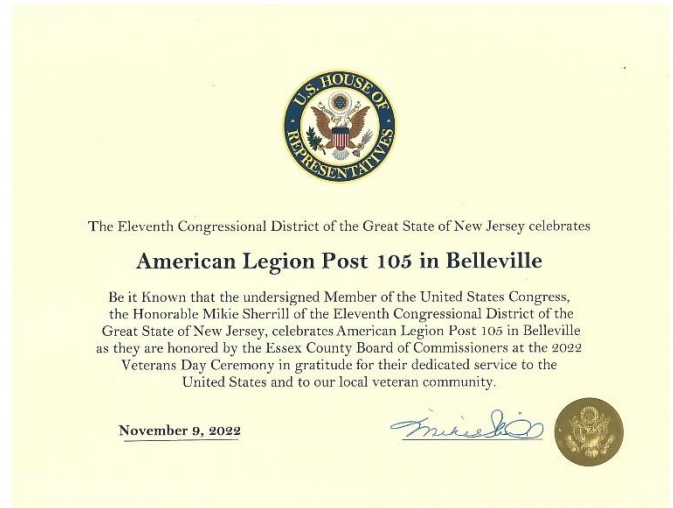 U.S. HOUSE OF
REPRESENTATIVES
The Eleventh Congressional District of the Great State of New Jersey celebrates
American Legion Post 105 in Belleville
Be it Known that the undersigned Member of the United States Congress,
the Honorable Mikie Sherrill of the Eleventh Congressional District of the
Great State of New Jersey, celebrates American Legion Post 105 in Belleville
as they are honored by the Essex County Board of Commissioners at the 2022
Veterans Day Ceremony in gratitude for their dedicated service to the
United States and to our local veteran community.
November 9, 2022